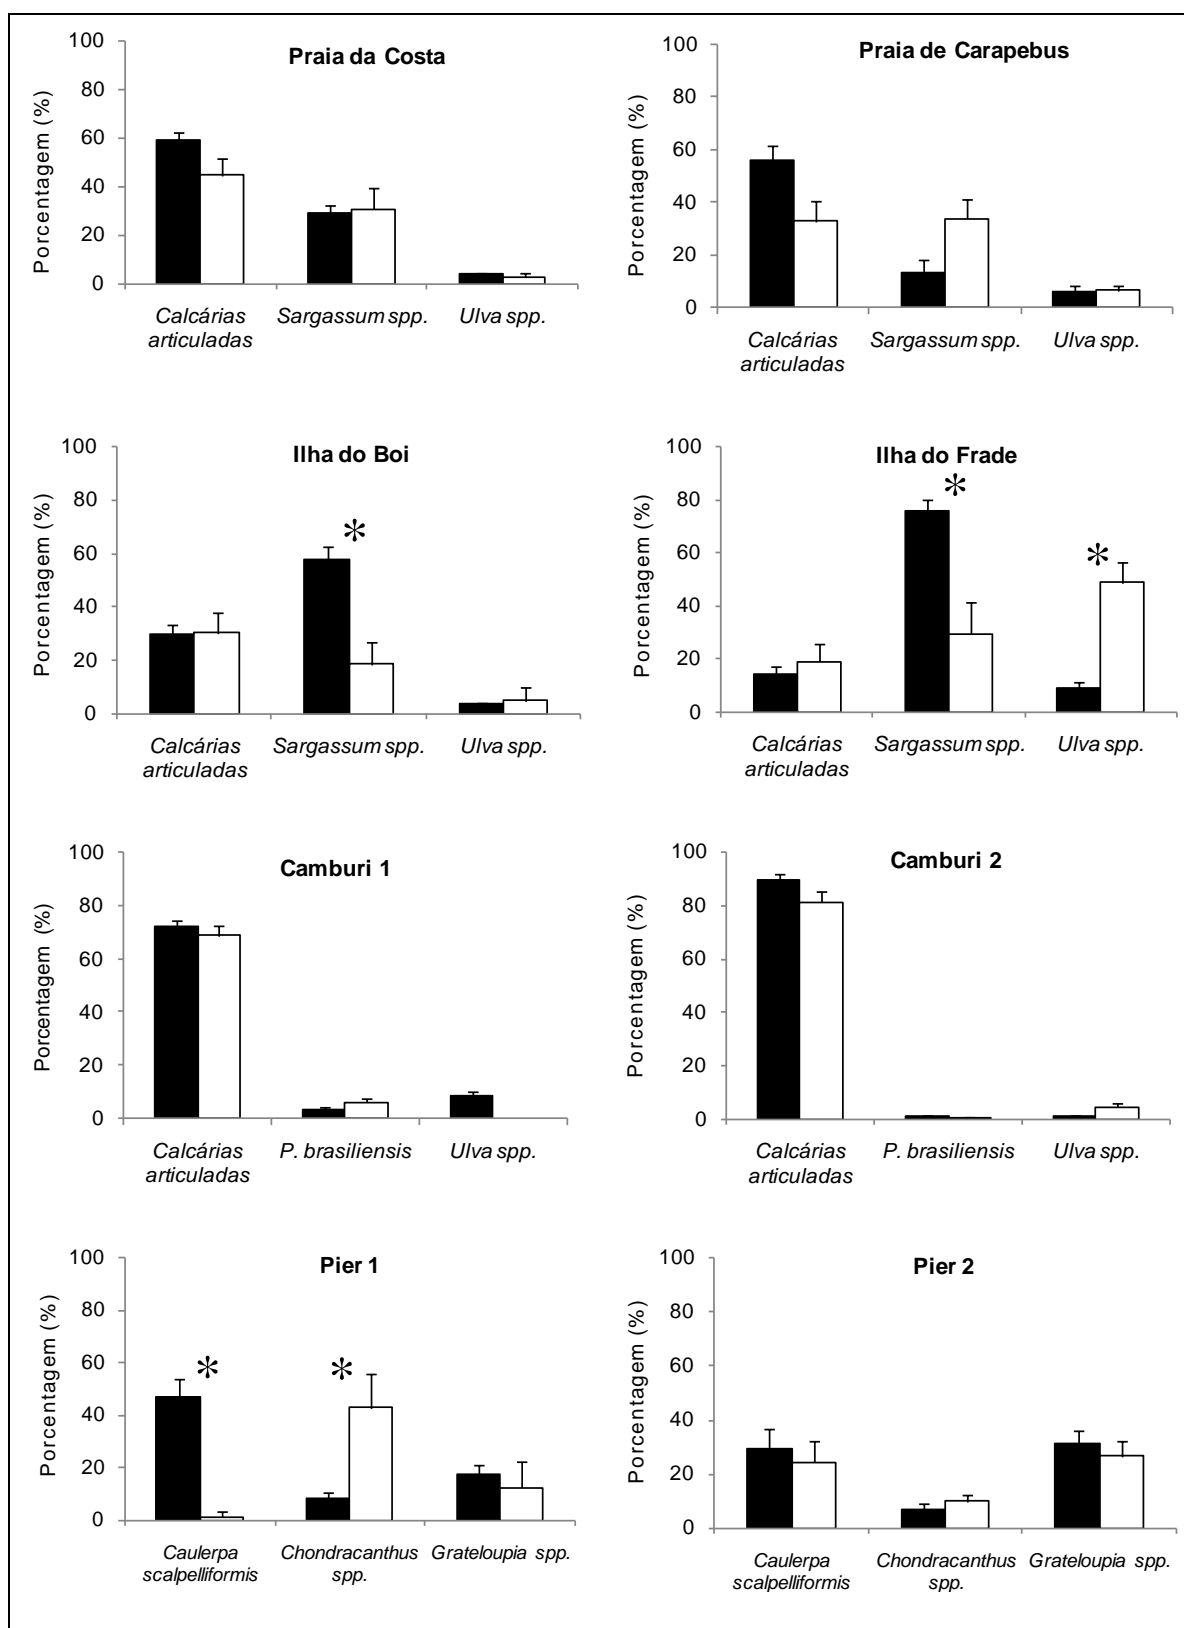 Praia da Costa
Porcentagem (%)
100
80
60
40
20
0
Calcárias articuladas
Sargassum spp.
Ulva spp.
Praia de Carapebus
Porcentagem (%)
100
80
60
40
20
0
Calcárias articuladas
Sargassum spp.
Ulva spp.
Ilha do Boi
Porcentagem (%)
100
80
60
40
20
0
*
Calcárias articuladas
Sargassum spp.
Ulva spp.
Ilha do Frade
Porcentagem (%)
100
80
60
40
20
0
*
*
Calcárias articuladas
Sargassum spp.
Ulva spp.
Camburi 1
Porcentagem (%)
100
80
60
40
20
0
Calcárias articuladas
P. brasiliensis
Ulva spp.
Camburi 2
Porcentagem (%)
100
80
60
40
20
0
Calcárias articuladas
P. brasiliensis
Ulva spp.
Pier 1
Porcentagem (%)
100
80
60
40
20
0
*
*
Caulerpa scalpelliformis
Chondracanthus spp.
Grateloupia spp.
Pier 2
Porcentagem (%)
100
80
60
40
20
0
Caulerpa scalpelliformis
Chondracanthus spp.
Grateloupia spp.